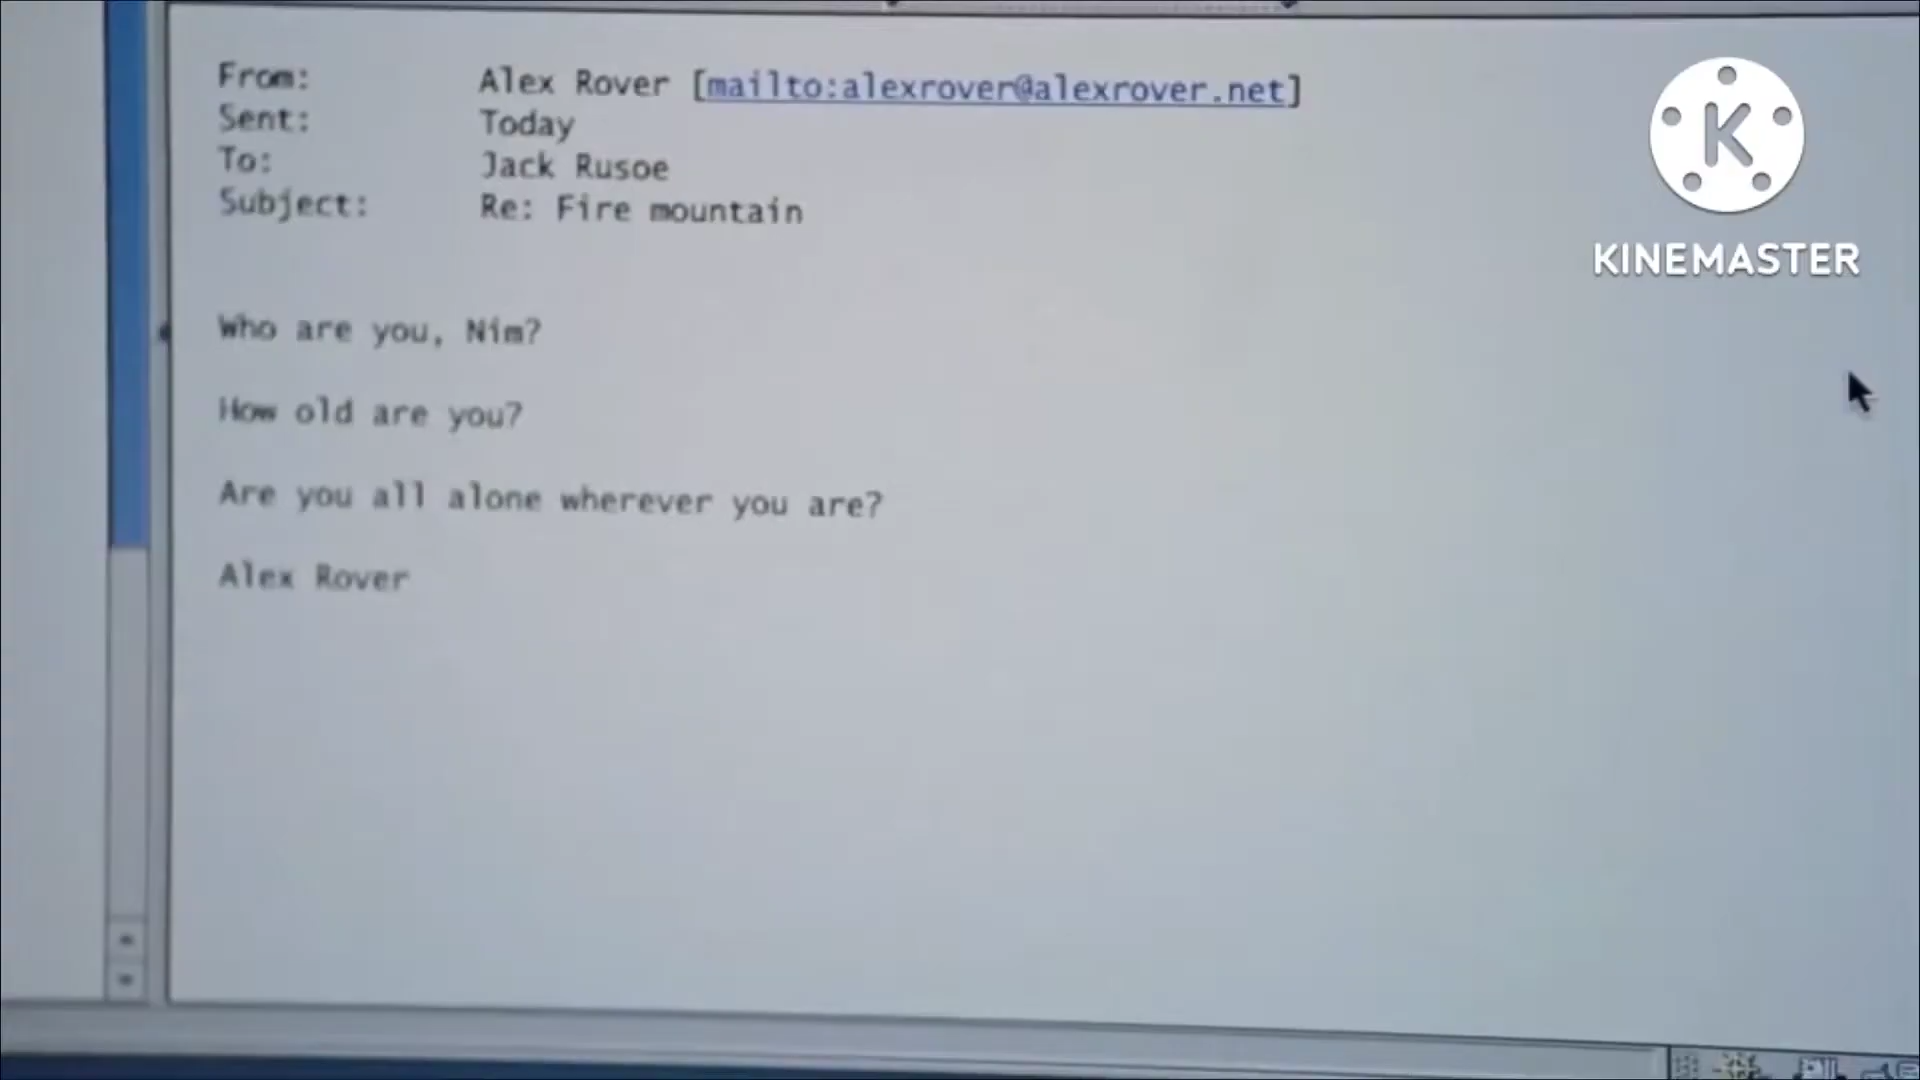 From: Alex Rover [mailto:alexrover@alexrover.net]
Sent: Today
To: Jack Rusoe
Subject: Re: Fire mountain
Who are you, Nim?
How old are you?
Are you all alone wherever you are?
Alex Rover
K
KINEMASTER